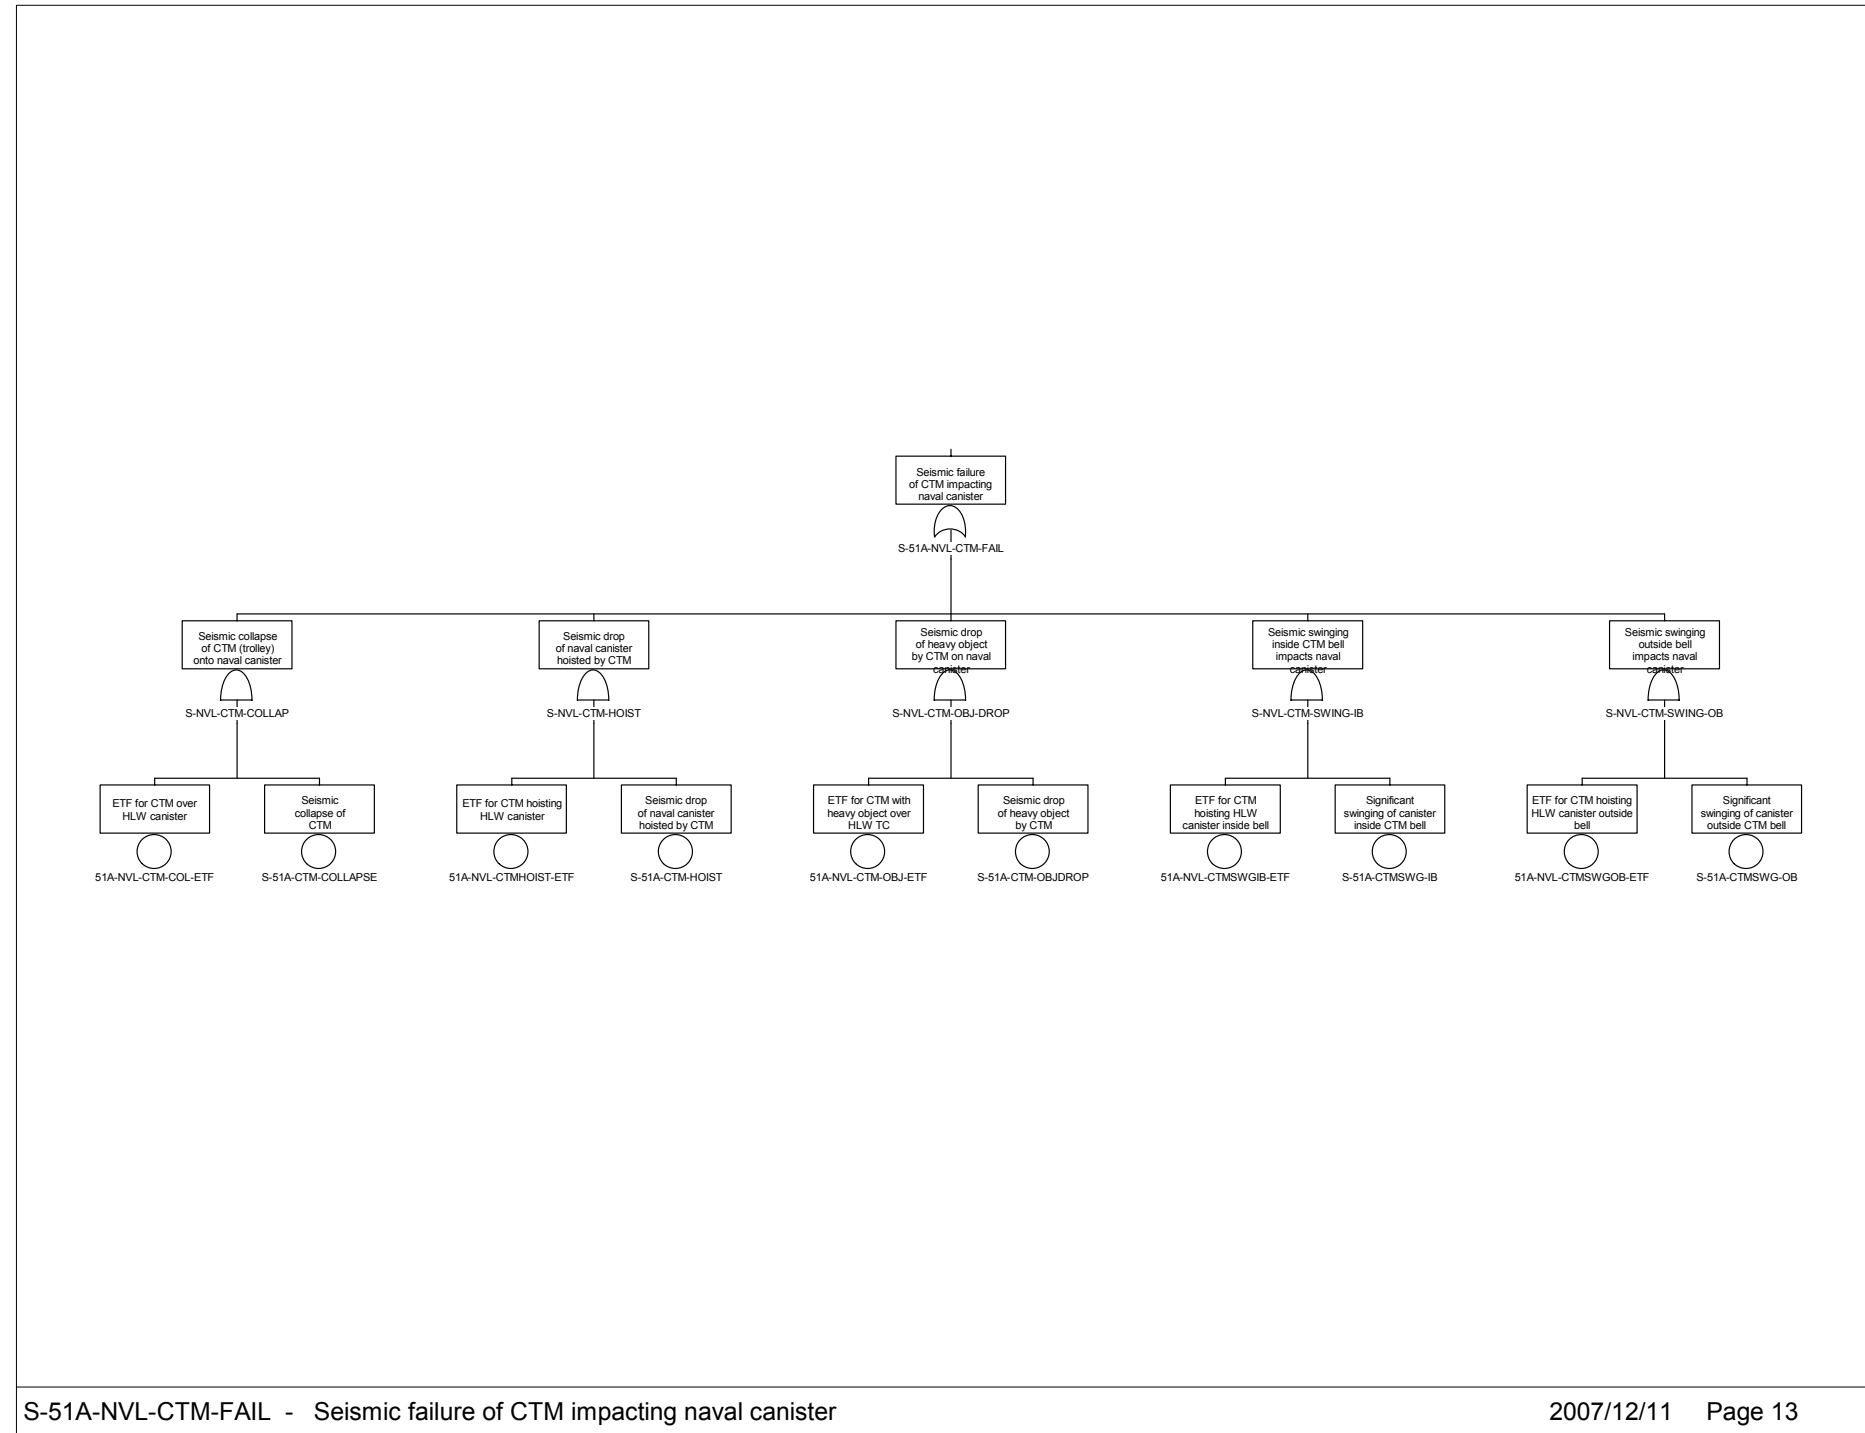 Seismic failure
of CTM impacting
naval canister
S-51A-NVL-CTM-FAIL
Seismic collapse
of CTM (trolley)
onto naval canister
S-NVL-CTM-COLLAP
Seismic drop
of naval canister
hoisted by CTM
S-NVL-CTM-HOIST
Seismic drop
of heavy object
by CTM on naval
canister
S-NVL-CTM-OBJ-DROP
Seismic swinging
inside CTM bell
impacts naval
canister
S-NVL-CTM-SWING-IB
Seismic swinging
outside bell
impacts naval
canister
S-NVL-CTM-SWING-OB
ETF for CTM over
HLW canister
51A-NVL-CTM-COL-ETF
Seismic
collapse of
CTM
S-51A-CTM-COLLAPSE
ETF for CTM hoisting
HLW canister
51A-NVL-CTMHOIST-ETF
Seismic drop
of naval canister
hoisted by CTM
S-51A-CTM-HOIST
ETF for CTM with
heavy object over
HLW TC
51A-NVL-CTM-OBJ-ETF
Seismic drop
of heavy object
by CTM
S-51A-CTM-OBJDROP
ETF for CTM
hoisting HLW
canister inside bell
51A-NVL-CTMSWGIB-ETF
Significant
swinging of canister
inside CTM bell
S-51A-CTMSWG-IB
ETF for CTM hoisting
HLW canister outside
bell
51A-NVL-CTMSWGOB-ETF
Significant
swinging of canister
outside CTM bell
S-51A-CTMSWG-OB
S-51A-NVL-CTM-FAIL - Seismic failure of CTM impacting naval canister
2007/12/11 Page 13